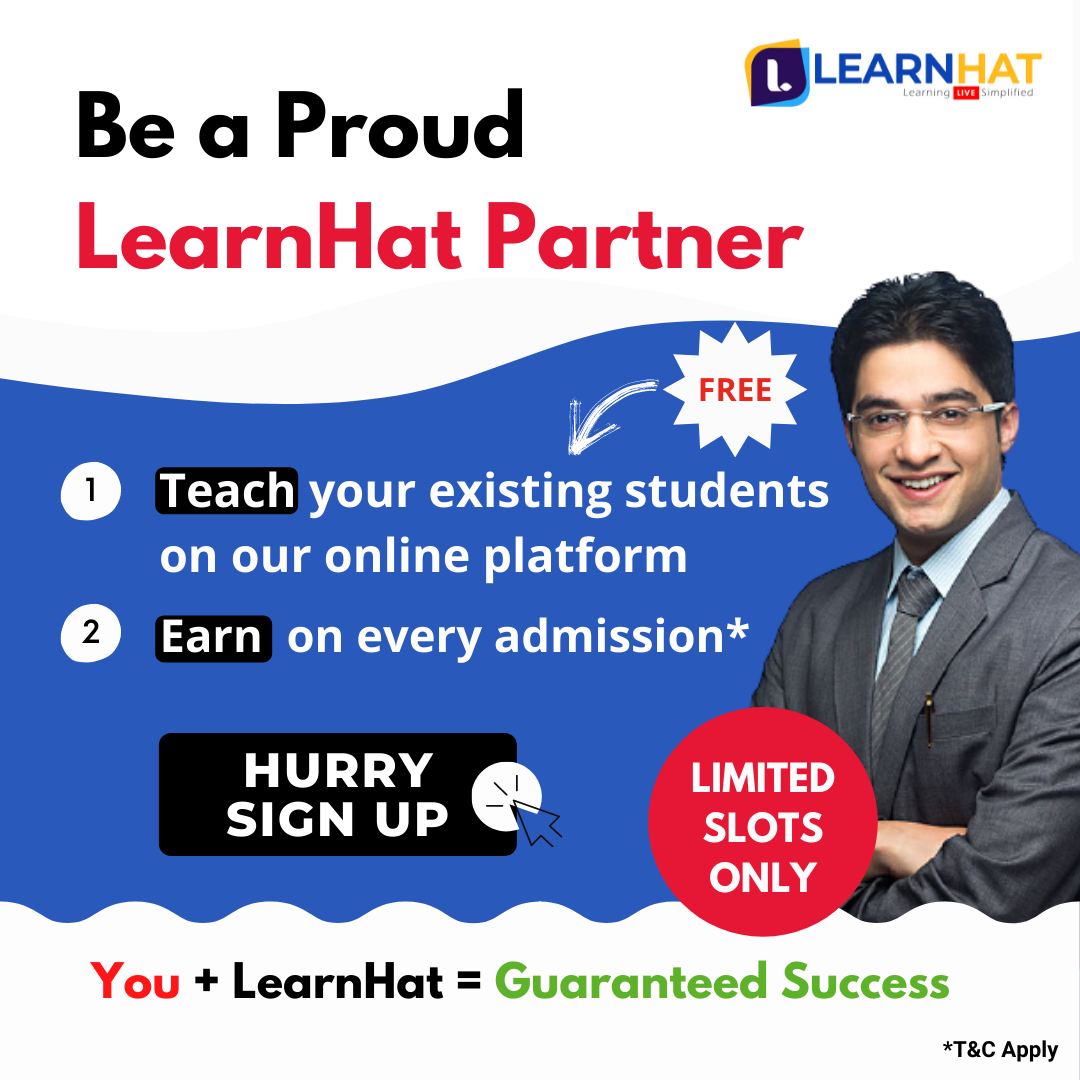 LEARNHAT
Learning LIVE Simplified
Be a Proud
LearnHat Partner
FREE
1 Teach your existing students
on our online platform
2 Earn on every admission*
HURRY
SIGN UP
LIMITED
SLOTS
ONLY
You + LearnHat = Guaranteed Success
*T&C Apply